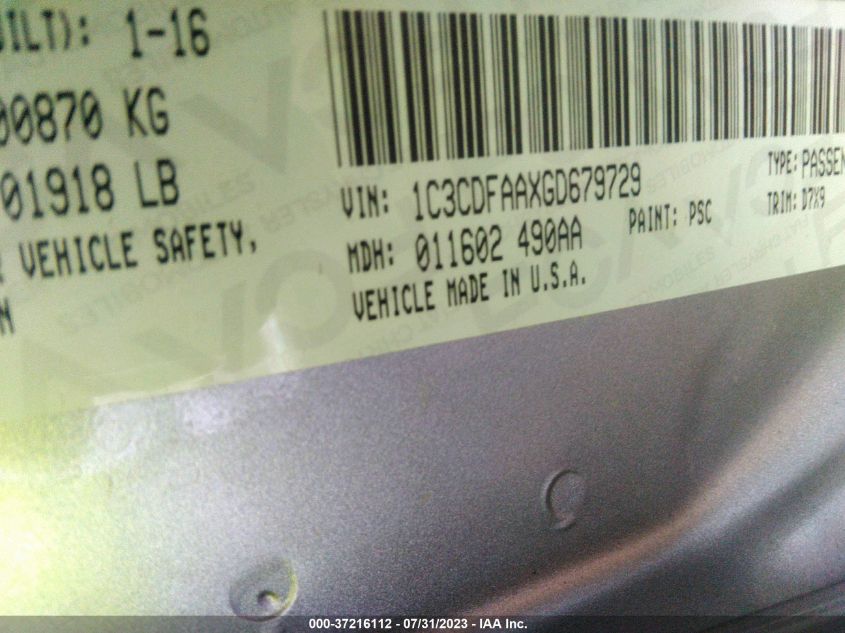 UILT): 1-16
00870 KG
01918 LB
VEHICLE SAFETY,
N
VIN: 1C3CDFAAXGD679729
TYPE: PASSEN
MDH: 011602 490AA
PAINT: PSC
TRIM: D7X9
VEHICLE MADE IN U.S.A.
000-37216112 - 07/31/2023 - IAA Inc.